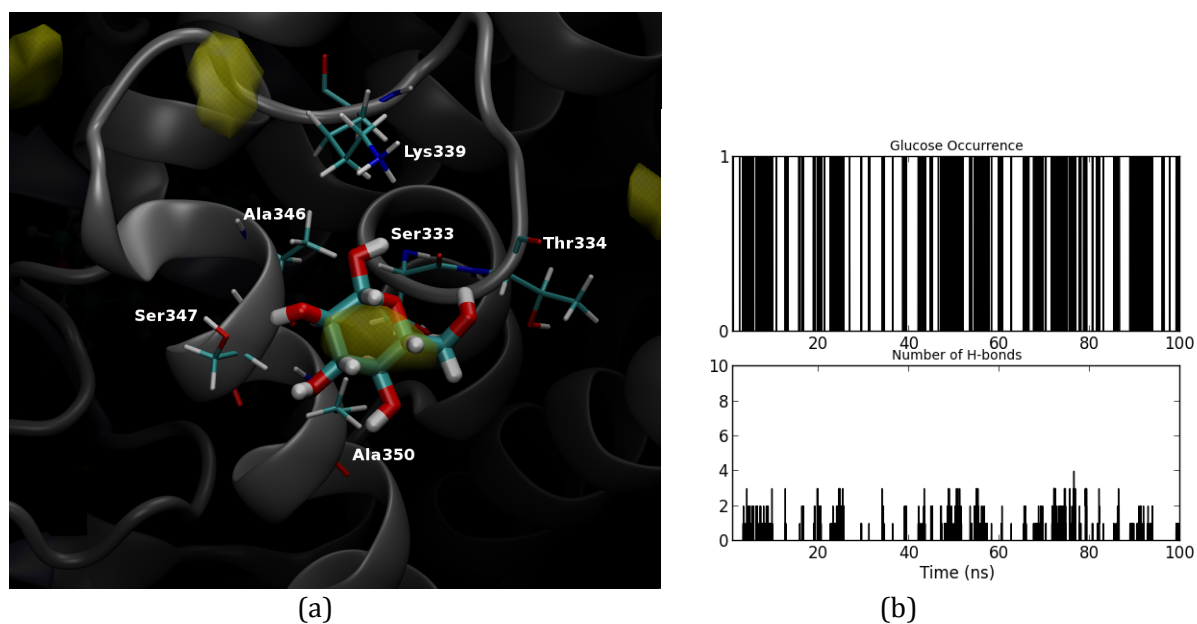 Lys339
Ala346
Ser333
Thr334
Ser347
Ala350
(a)
Glucose Occurrence
1
0
20 40 60 80 100
Number of H-bonds
10
8
6
4
2
0
20 40 60 80 100
Time (ns)
(b)